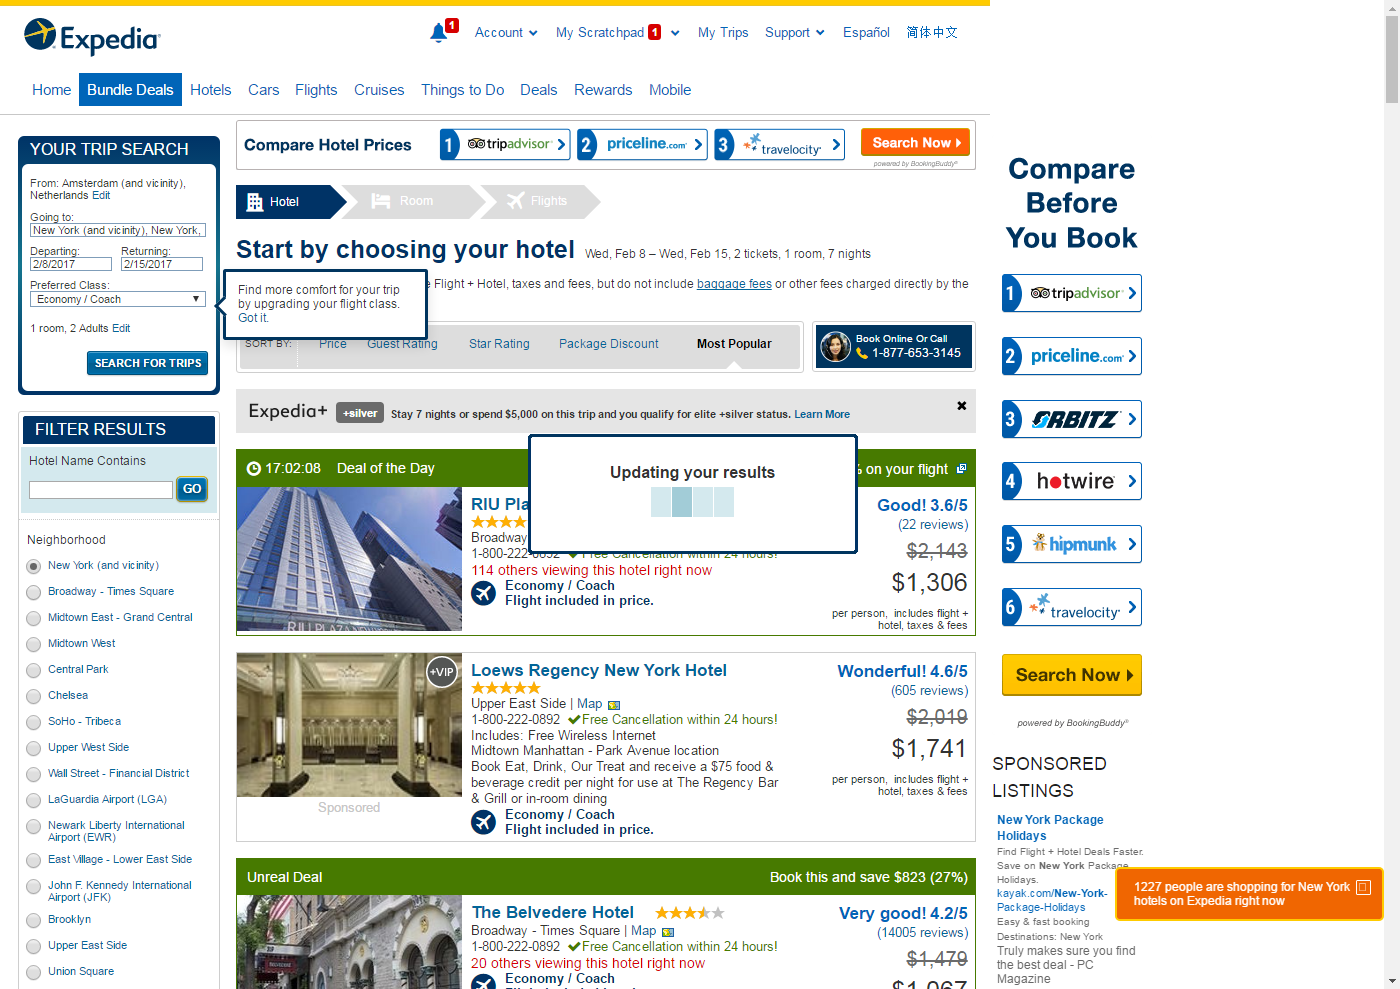 Expedia
1
Account
My Scratchpad 1
My Trips
Support
Español
简体中文
Home
Bundle Deals
Hotels
Cars
Flights
Cruises
Things to Do
Deals
Rewards
Mobile
YOUR TRIP SEARCH
From: Amsterdam (and vicinity),
Netherlands Edit
Going to:
New York (and vicinity), New York,
Departing:
Returning:
2/8/2017
2/15/2017
Preferred Class:
Economy / Coach
1 room, 2 Adults Edit
SEARCH FOR TRIPS
Find more comfort for your trip
by upgrading your flight class.
Got it.
FILTER RESULTS
Hotel Name Contains
GO
Neighborhood
New York (and vicinity)
Broadway - Times Square
Midtown East - Grand Central
Midtown West
Central Park
Chelsea
SoHo - Tribeca
Upper West Side
Wall Street - Financial District
LaGuardia Airport (LGA)
Newark Liberty International
Airport (EWR)
East Village - Lower East Side
John F. Kennedy International
Airport (JFK)
Brooklyn
Upper East Side
Union Square
Compare Hotel Prices
1 tripadvisor
2 priceline.com
3 travelocity
Search Now
powered by BookingBuddy
Hotel
Room
Flights
Start by choosing your hotel
Wed, Feb 8 – Wed, Feb 15, 2 tickets, 1 room, 7 nights
e Flight + Hotel, taxes and fees, but do not include baggage fees or other fees charged directly by the
SORT BY:
Price
Guest Rating
Star Rating
Package Discount
Most Popular
Book Online Or Call
1-877-653-3145
Expedia+ +silver Stay 7 nights or spend $5,000 on this trip and you qualify for elite +silver status. Learn More
Updating your results
17:02:08 Deal of the Day
% on your flight
RIU PLAZA
RIU Pla
Broadway
1-800-222-0892 Free Cancellation within 24 hours!
114 others viewing this hotel right now
Economy / Coach
Flight included in price.
Good! 3.6/5
(22 reviews)
$2,143
$1,306
per person, includes flight +
hotel, taxes & fees
+VIP
Sponsored
Loews Regency New York Hotel
Upper East Side | Map
1-800-222-0892 Free Cancellation within 24 hours!
Includes: Free Wireless Internet
Midtown Manhattan - Park Avenue location
Book Eat, Drink, Our Treat and receive a $75 food &
beverage credit per night for use at The Regency Bar
& Grill or in-room dining
Economy / Coach
Flight included in price.
Wonderful! 4.6/5
(605 reviews)
$2,019
$1,741
per person, includes flight +
hotel, taxes & fees
Unreal Deal
Book this and save $823 (27%)
The Belvedere Hotel
Broadway - Times Square | Map
1-800-222-0892 Free Cancellation within 24 hours!
20 others viewing this hotel right now
Economy / Coach
Very good! 4.2/5
(14005 reviews)
$1,479
$1,067
Compare
Before
You Book
1 tripadvisor
2 priceline.com
3 ORBITZ
4 hotwire
5 hipmunk
6 travelocity
Search Now
powered by BookingBuddy
SPONSORED
LISTINGS
New York Package
Holidays
Find Flight + Hotel Deals Faster.
Save on New York Package
Holidays.
kayak.com/New-York-
Package-Holidays
Easy & fast booking
Destinations: New York
Truly makes sure you find
the best deal - PC
Magazine
1227 people are shopping for New York
hotels on Expedia right now